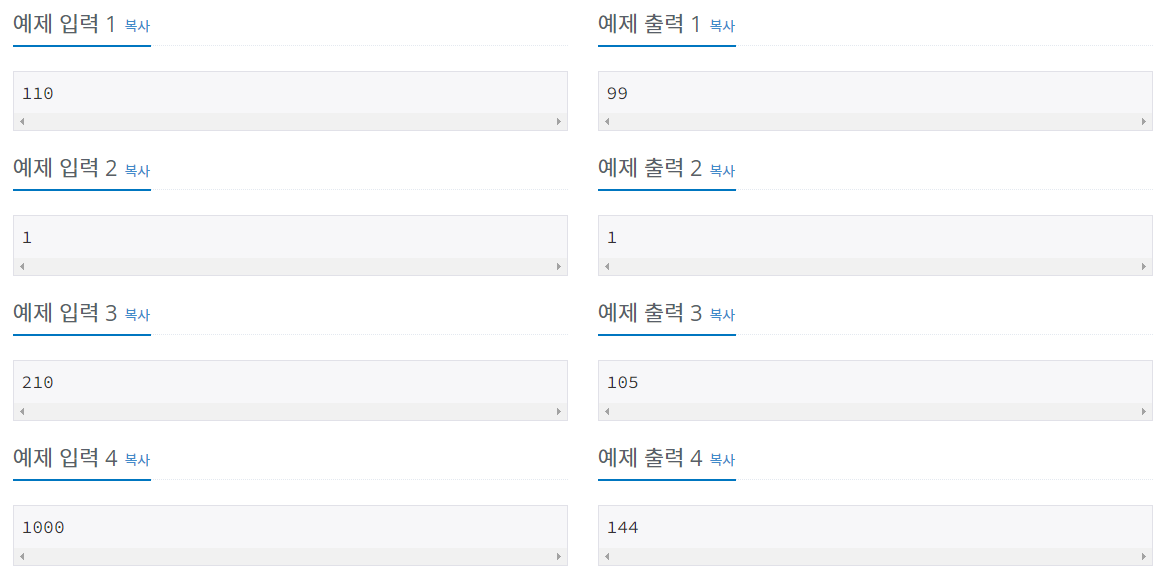 예제 입력 1 복사
예제 출력 1 복사
110
99
예제 입력 2 복사
예제 출력 2 복사
1
1
예제 입력 3 복사
예제 출력 3 복사
210
105
예제 입력 4 복사
예제 출력 4 복사
1000
144